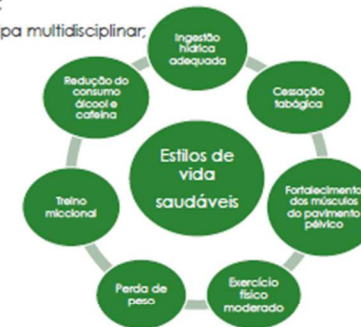 ipa multidisciplinar;
Ingestão
hídrica
adequada
Cessação
tabágica
Fortalecimento
dos músculos
do pavimento
pélvico
Exercício
físico
moderado
Perda de
peso
Treino
miccional
Redução do
consumo
álcool e
cafeína
Estilos de
vida
saudáveis